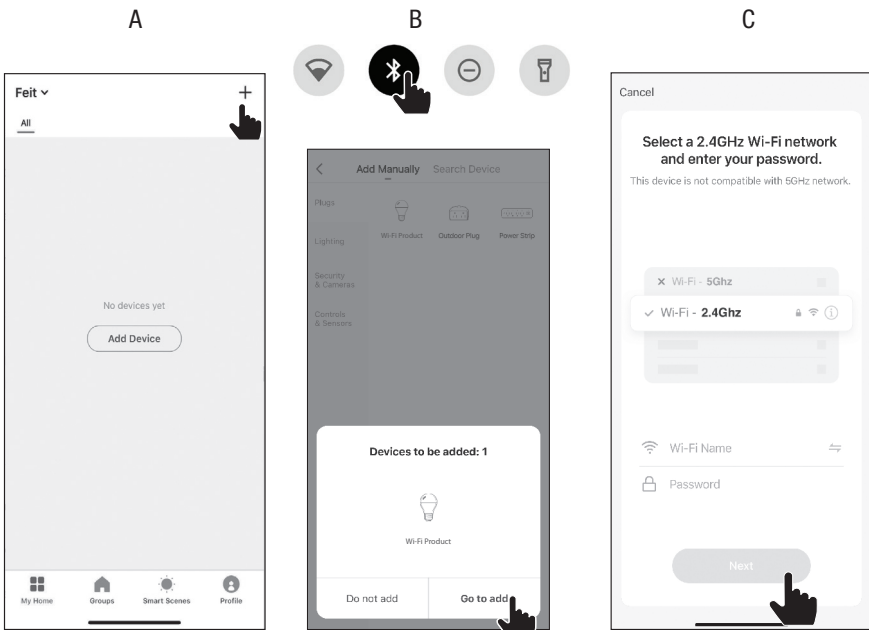 A
B
C
Feit
All
No devices yet
Add Device
My Home
Groups
Smart Scenes
Profile
Add Manually
Search Device
Plugs
Lighting
Security
& Cameras
Controls
& Sensors
Wi-Fi Product
Outdoor Plug
Power Strip
Devices to be added: 1
Wi-Fi Product
Do not add
Go to add
Cancel
Select a 2.4GHz Wi-Fi network
and enter your password.
This device is not compatible with 5GHz network.
Wi-Fi - 5Ghz
Wi-Fi - 2.4Ghz
Wi-Fi Name
Password
Next